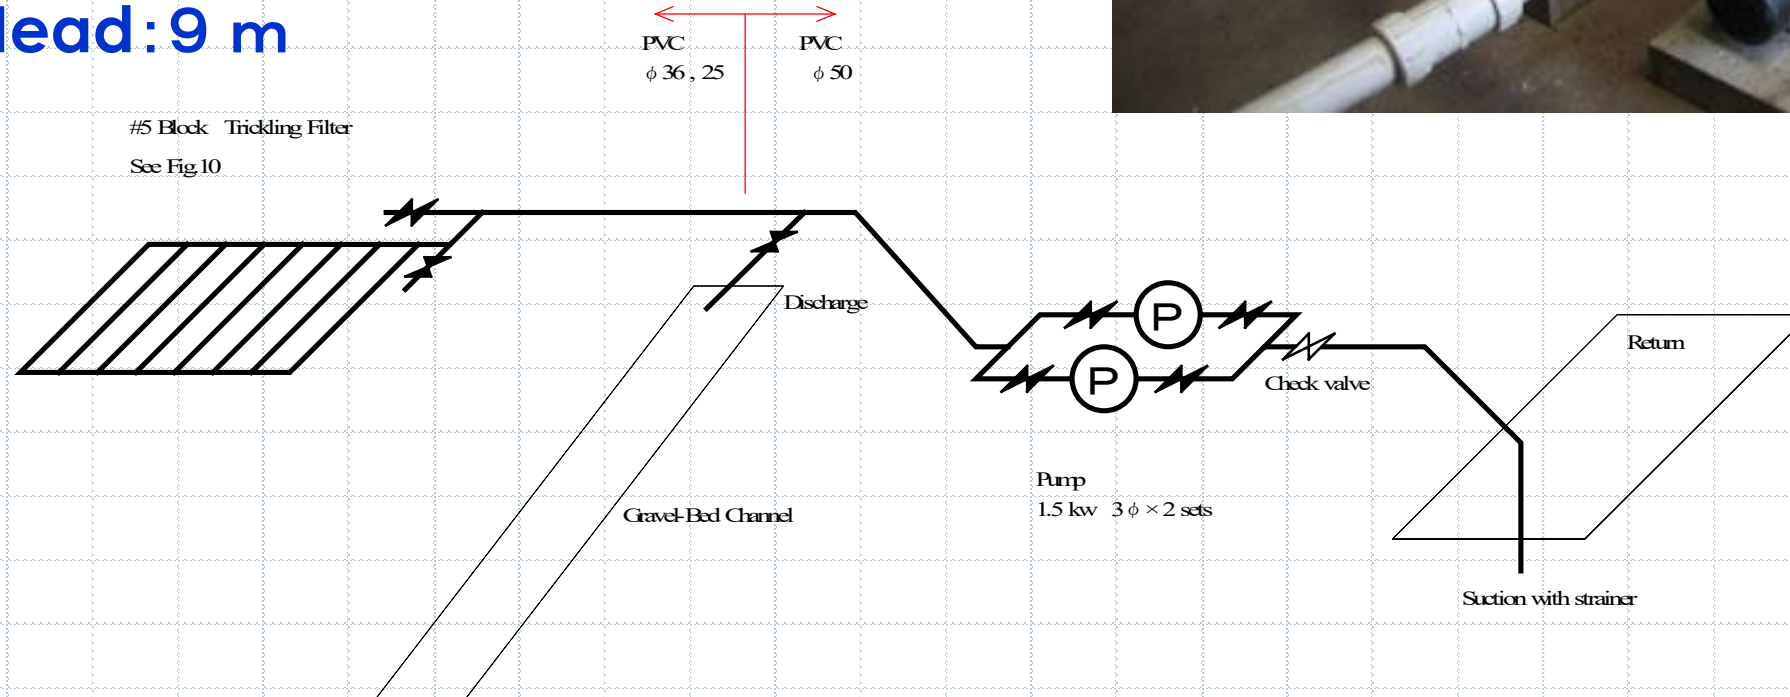 ead:9 m
PVC
φ 36 , 25
PVC
φ 50
#5 Block Trickling Filter
See Fig.10
Discharge
P
P
Return
Check valve
Pump
1.5 kw 3 φ × 2 sets
Gravel-Bed Channel
Suction with strainer